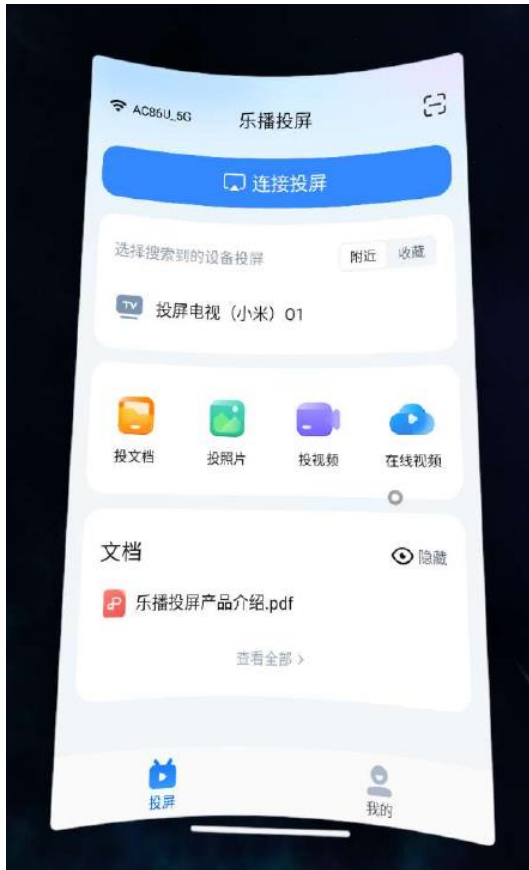 AC86U_5G
乐播投屏
连接投屏
选择搜索到的设备投屏
附近
收藏
TV
投屏电视（小米）01
投文档
投照片
投视频
在线视频
文档
隐藏
乐播投屏产品介绍.pdf
查看全部 >
投屏
我的